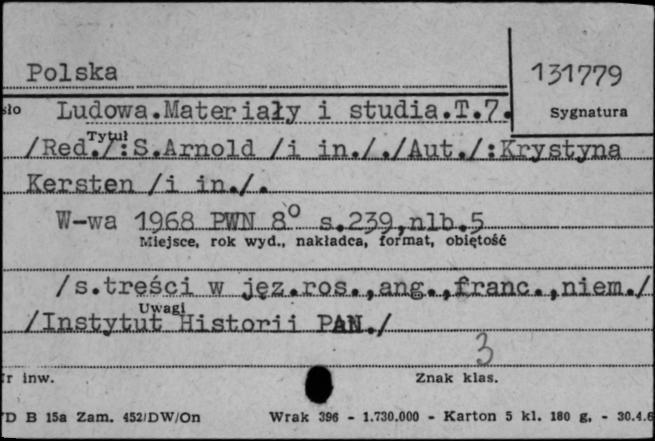 Polska
131779
sło Ludowa.Materiały i studia.T.7.
Sygnatura
Tytuł
/Red./:S.Arnold /i in././Aut./:Krystyna
Kersten /i in./.
W-wa 1968 PWN 8° s.239,nlb.5
Miejsce, rok wyd., nakładca, format, objętość
/s.treści w jęz.ros.,ang.,franc.,niem./
Uwagi
/Instytut Historii PAN./
3
r inw.
Znak klas.
D B 15a Zam. 452/DW/On Wrak 396 - 1.730.000 - Karton 5 kl. 180 g. - 30.4.6